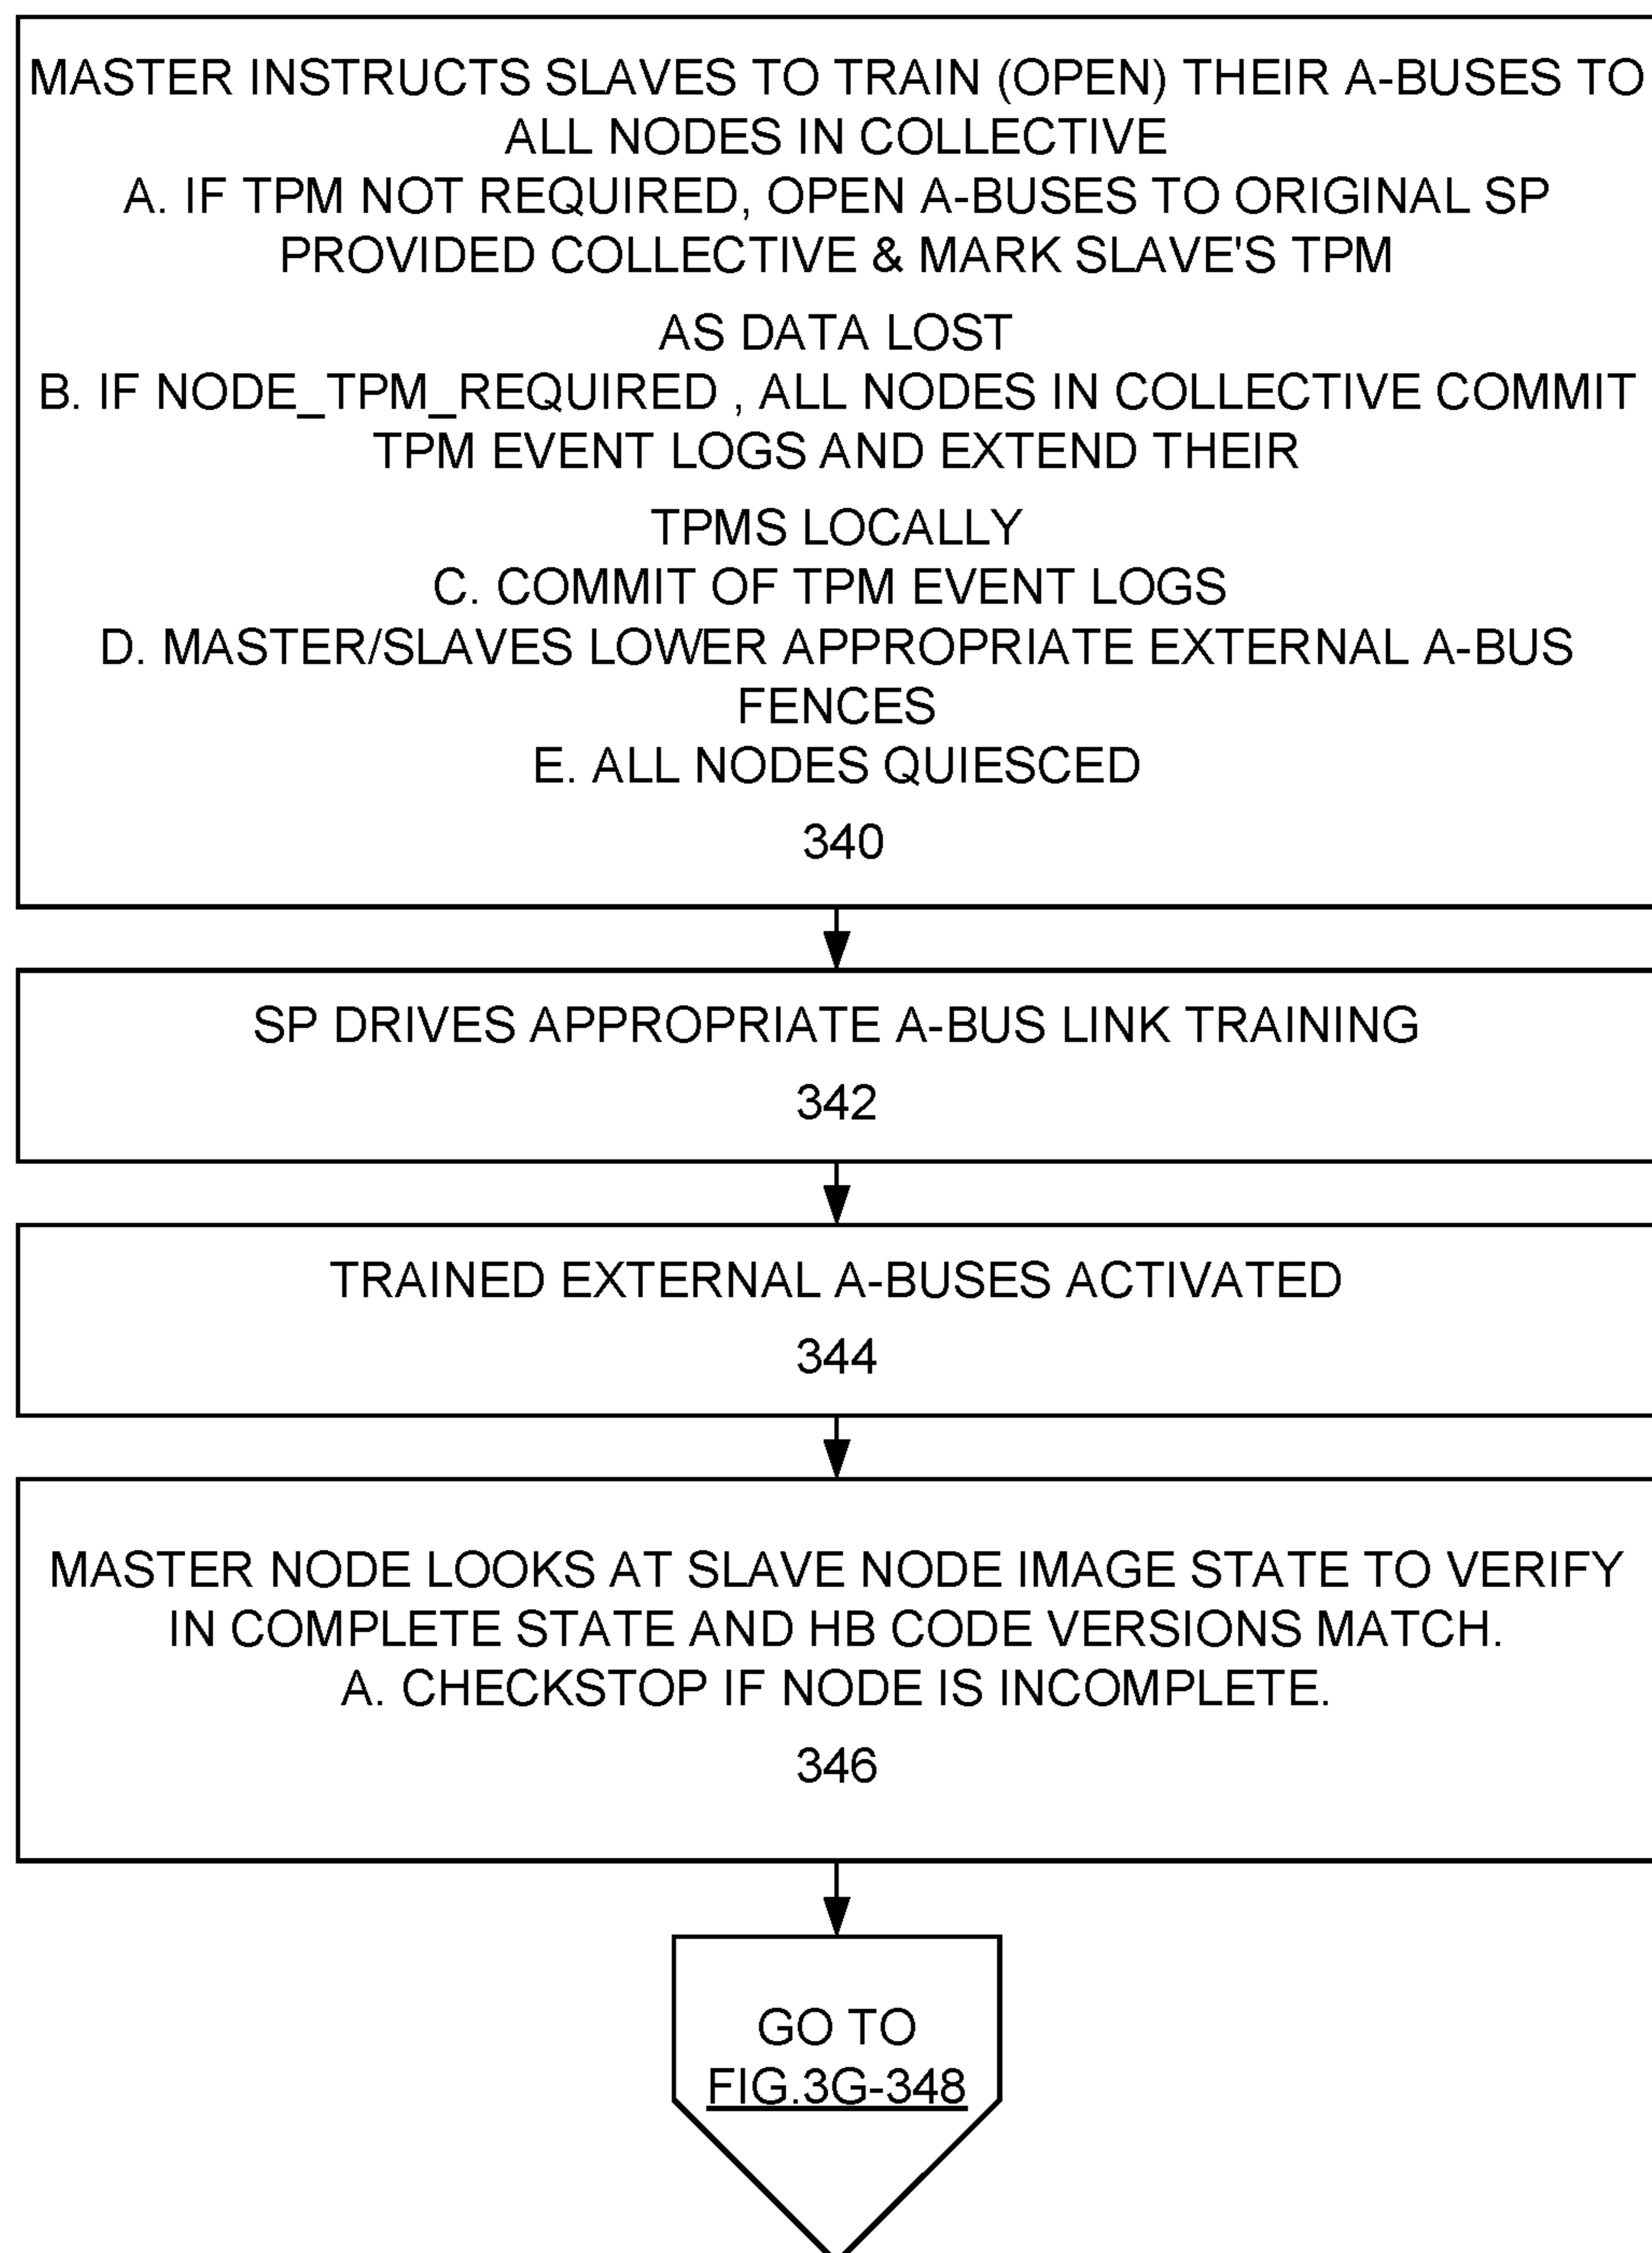 MASTER INSTRUCTS SLAVES TO TRAIN (OPEN) THEIR A-BUSES TO
ALL NODES IN COLLECTIVE
A. IF TPM NOT REQUIRED, OPEN A-BUSES TO ORIGINAL SP
PROVIDED COLLECTIVE & MARK SLAVE'S TPM
AS DATA LOST
B. IF NODE_TPM_REQUIRED , ALL NODES IN COLLECTIVE COMMIT
TPM EVENT LOGS AND EXTEND THEIR
TPMS LOCALLY
C. COMMIT OF TPM EVENT LOGS
D. MASTER/SLAVES LOWER APPROPRIATE EXTERNAL A-BUS
FENCES
E. ALL NODES QUIESCED
340
SP DRIVES APPROPRIATE A-BUS LINK TRAINING
342
TRAINED EXTERNAL A-BUSES ACTIVATED
344
MASTER NODE LOOKS AT SLAVE NODE IMAGE STATE TO VERIFY
IN COMPLETE STATE AND HB CODE VERSIONS MATCH.
A. CHECKSTOP IF NODE IS INCOMPLETE.
346
GO TO
FIG.3G-348